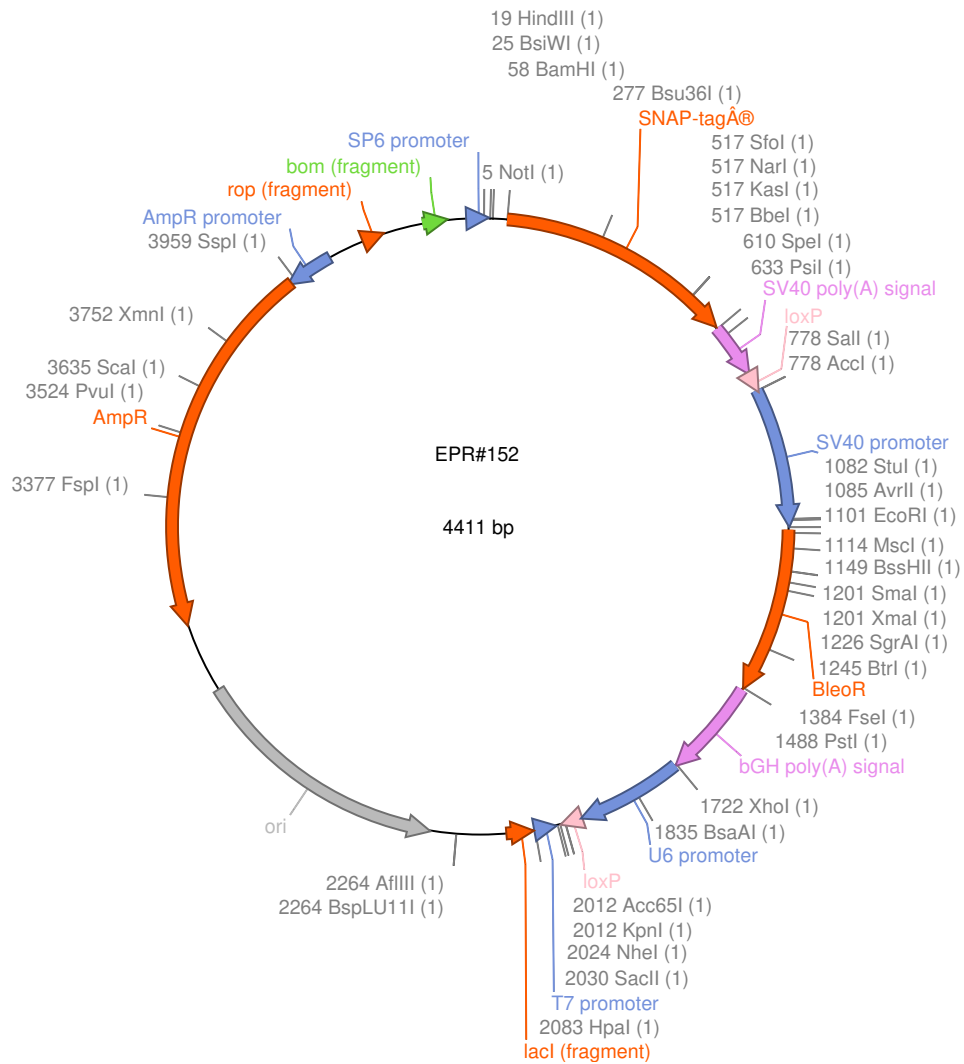 19 HindIII (1)
25 BsiWI (1)
58 BamHI (1)
277 Bsu36I (1)
SNAP-tagÂ®
SP6 promoter
517 SfoI (1)
bom (fragment)
5 NotI (1)
517 NarI (1)
rop (fragment)
517 KasI (1)
AmpR promoter
517 BbeI (1)
3959 SspI (1)
610 SpeI (1)
633 PsiI (1)
SV40 poly(A) signal
3752 XmnI (1)
loxP
778 SalI (1)
3635 ScaI (1)
778 AccI (1)
3524 PvuI (1)
AmpR
SV40 promoter
EPR#152
1082 StuI (1)
3377 FspI (1)
1085 AvrII (1)
1101 EcoRI (1)
4411 bp
1114 MscI (1)
1149 BssHII (1)
1201 SmaI (1)
1201 XmaI (1)
1226 SgrAI (1)
1245 BtrI (1)
BleoR
1384 FseI (1)
1488 PstI (1)
bGH poly(A) signal
1722 XhoI (1)
ori
1835 BsaAI (1)
U6 promoter
2264 AflIII (1)
loxP
2264 BspLU11I (1)
2012 Acc65I (1)
2012 KpnI (1)
2024 NheI (1)
2030 SacII (1)
T7 promoter
2083 HpaI (1)
lacI (fragment)